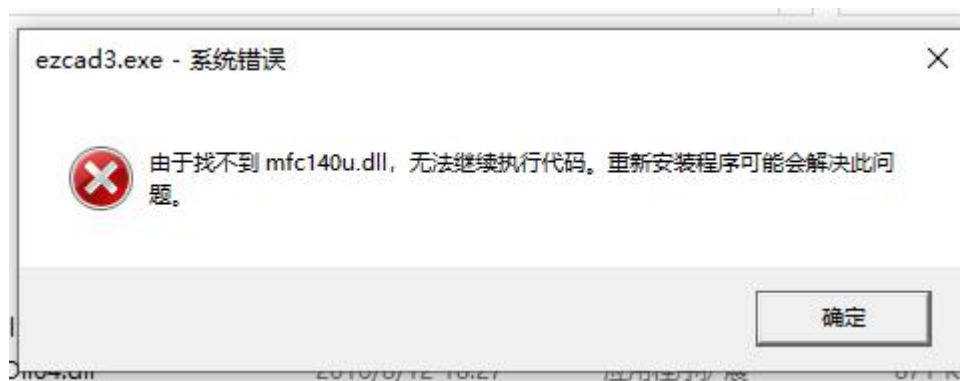 ezcad3.exe - 系统错误
由于找不到 mfc140u.dll，无法继续执行代码。重新安装程序可能会解决此问
题。
确定